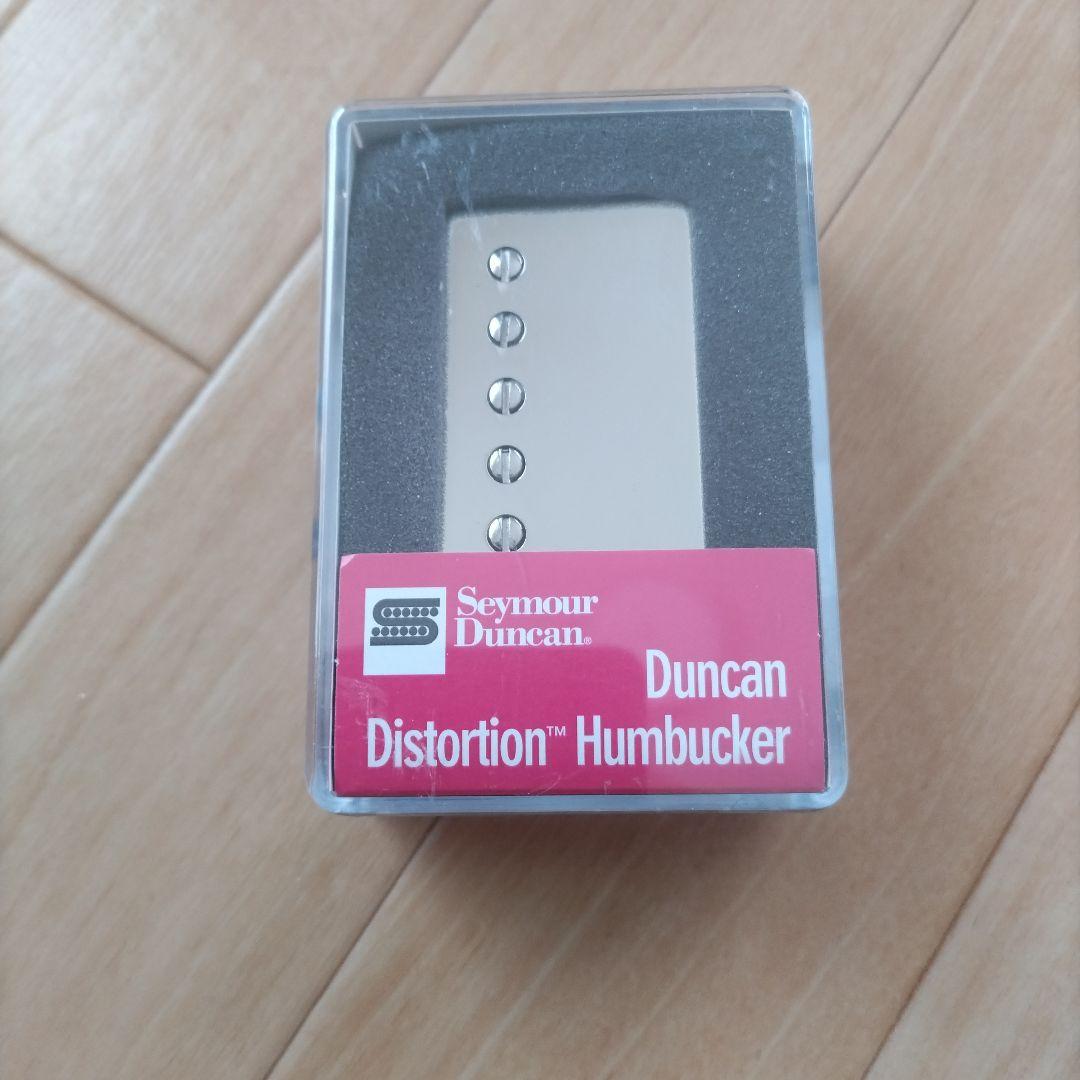 Seymour
Duncan®
Duncan
Distortion™ Humbucker